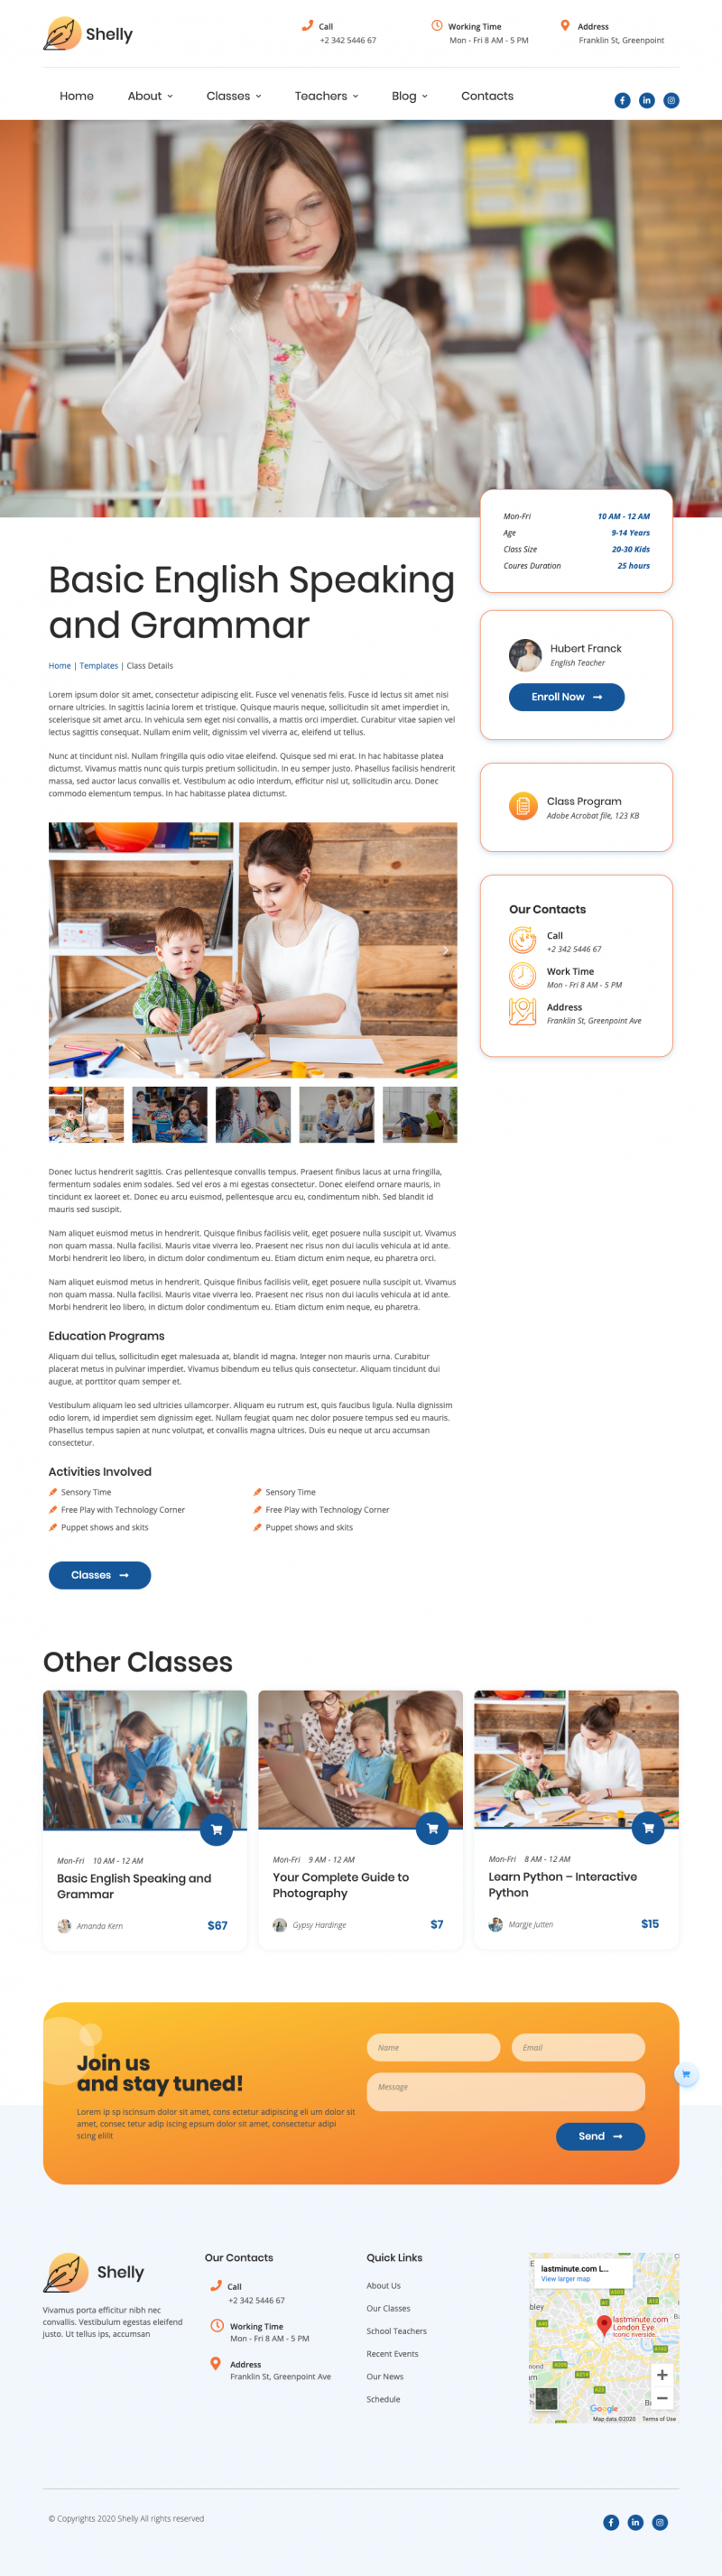 Shelly
Call
+2 342 5446 67
Working Time
Mon - Fri 8 AM - 5 PM
Address
Franklin St, Greenpoint
Home
About
Classes
Teachers
Blog
Contacts
Mon-Fri 10 AM - 12 AM
Age 9-14 Years
Class Size 20-30 Kids
Coures Duration 25 hours
Basic English Speaking
and Grammar
Home | Templates | Class Details
Lorem ipsum dolor sit amet, consectetur adipiscing elit. Fusce vel venenatis felis. Fusce id lectus sit amet nisi
ornare ultricies. In sagittis lacinia lorem et tristique. Quisque mauris neque, sollicitudin sit amet imperdiet in,
scelerisque sit amet arcu. In vehicula sem eget nisi convallis, a mattis orci imperdiet. Curabitur vitae sapien vel
lectus sagittis consequat. Nullam enim velit, dignissim vel viverra ac, eleifend ut tellus.
Nunc at tincidunt nisl. Nullam fringilla quis odio vitae eleifend. Quisque sed mi erat. In hac habitasse platea
dictumst. Vivamus mattis nunc quis turpis pretium sollicitudin. In eu semper justo. Phasellus facilisis hendrerit
massa, sed auctor lacus convallis et. Vestibulum ac odio interdum, efficitur nisl ut, sollicitudin arcu. Donec
commodo elementum tempus. In hac habitasse platea dictumst.
Hubert Franck
English Teacher
Enroll Now
Class Program
Adobe Acrobat file, 123 KB
Our Contacts
Call
+2 342 5446 67
Work Time
Mon - Fri 8 AM - 5 PM
Address
Franklin St, Greenpoint Ave
Donec luctus hendrerit sagittis. Cras pellentesque convallis tempus. Praesent finibus lacus at urna fringilla,
fermentum sodales enim sodales. Sed vel eros a mi egestas consectetur. Donec eleifend ornare mauris, in
tincidunt ex laoreet et. Donec eu arcu euismod, pellentesque arcu eu, condimentum nibh. Sed blandit id
mauris sed suscipit.
Nam aliquet euismod metus in hendrerit. Quisque finibus facilisis velit, eget posuere nulla suscipit ut. Vivamus
non quam massa. Nulla facilisi. Mauris vitae viverra leo. Praesent nec risus non dui iaculis vehicula at id ante.
Morbi hendrerit leo libero, in dictum dolor condimentum eu. Etiam dictum enim neque, eu pharetra orci.
Nam aliquet euismod metus in hendrerit. Quisque finibus facilisis velit, eget posuere nulla suscipit ut. Vivamus
non quam massa. Nulla facilisi. Mauris vitae viverra leo. Praesent nec risus non dui iaculis vehicula at id ante.
Morbi hendrerit leo libero, in dictum dolor condimentum eu. Etiam dictum enim neque, eu pharetra.
Education Programs
Aliquam dui tellus, sollicitudin eget malesuada at, blandit id magna. Integer non mauris urna. Curabitur
placerat metus in pulvinar imperdiet. Vivamus bibendum eu tellus quis consectetur. Aliquam tincidunt dui
augue, at porttitor quam semper et.
Vestibulum aliquam leo sed ultricies ullamcorper. Aliquam eu rutrum est, quis faucibus ligula. Nulla dignissim
odio lorem, id imperdiet sem dignissim eget. Nullam feugiat quam nec dolor posuere tempus sed eu mauris.
Phasellus tempus sapien at nunc volutpat, et convallis magna ultrices. Duis eu neque ut arcu accumsan
consectetur.
Activities Involved
Sensory Time
Free Play with Technology Corner
Puppet shows and skits
Sensory Time
Free Play with Technology Corner
Puppet shows and skits
Classes
Other Classes
Mon-Fri 10 AM - 12 AM
Basic English Speaking and
Grammar
Amanda Kern $67
Mon-Fri 9 AM - 12 AM
Your Complete Guide to
Photography
Gypsy Hardinge $7
Mon-Fri 8 AM - 12 AM
Learn Python – Interactive
Python
Margje Jutten $15
Join us
and stay tuned!
Lorem ip sp iscinsum dolor sit amet, cons ectetur adipiscing eli um dolor sit
amet, consec tetur adip iscing epsum dolor sit amet, consectetur adipi
scing elilit
Name
Email
Message
Send
Shelly
Vivamus porta efficitur nibh nec
convallis. Vestibulum egestas eleifend
justo. Ut tellus ips, accumsan
Our Contacts
Call
+2 342 5446 67
Working Time
Mon - Fri 8 AM - 5 PM
Address
Franklin St, Greenpoint Ave
Quick Links
About Us
Our Classes
School Teachers
Recent Events
Our News
Schedule
lastminute.com L...
View larger map
lastminute.com
London Eye
Iconic riverside...
Google
Map data ©2020 Terms of Use
© Copyrights 2020 Shelly All rights reserved